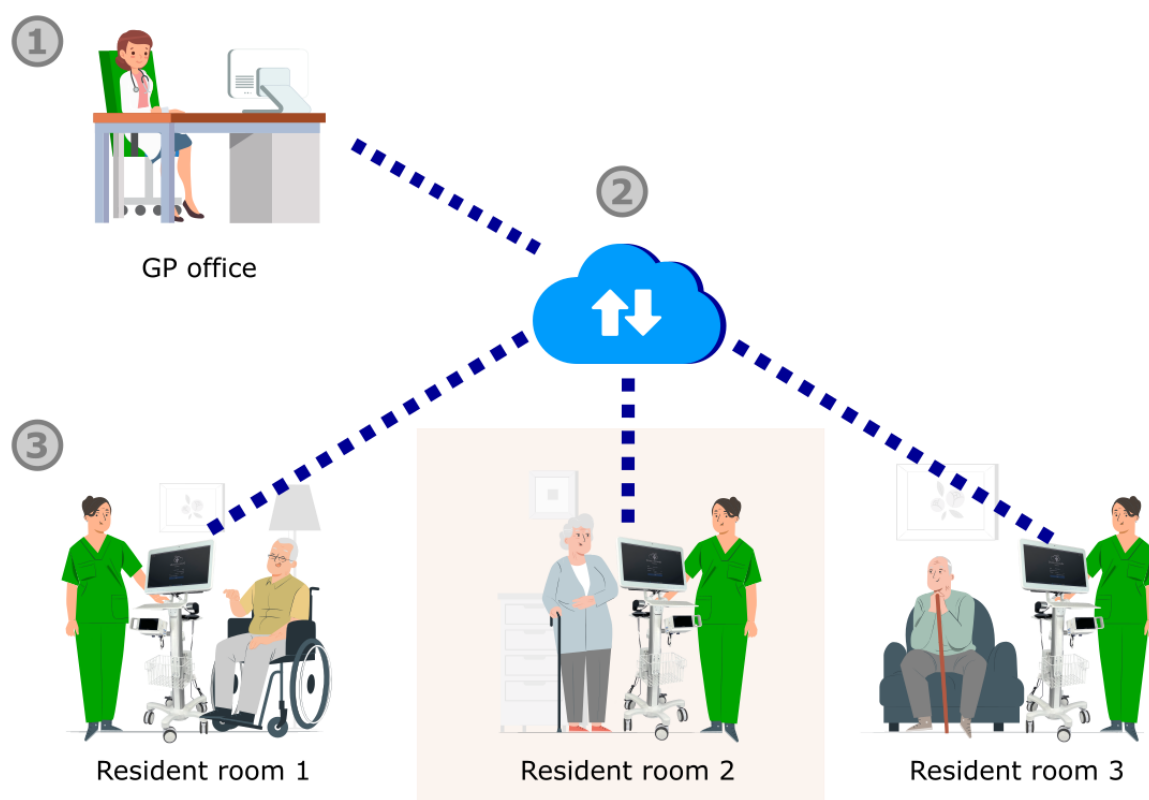 1
GP office
2
3
Resident room 1
Resident room 2
Resident room 3